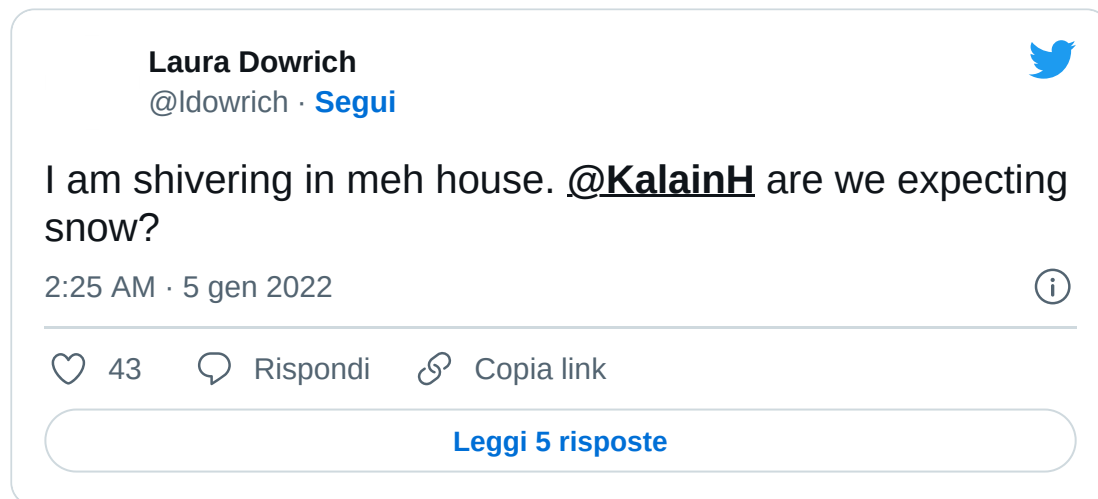 Laura Dowrich
@ldowrich · Segui
I am shivering in meh house. @KalainH are we expecting
snow?
2:25 AM · 5 gen 2022
43 Rispondi Copia link
Leggi 5 risposte